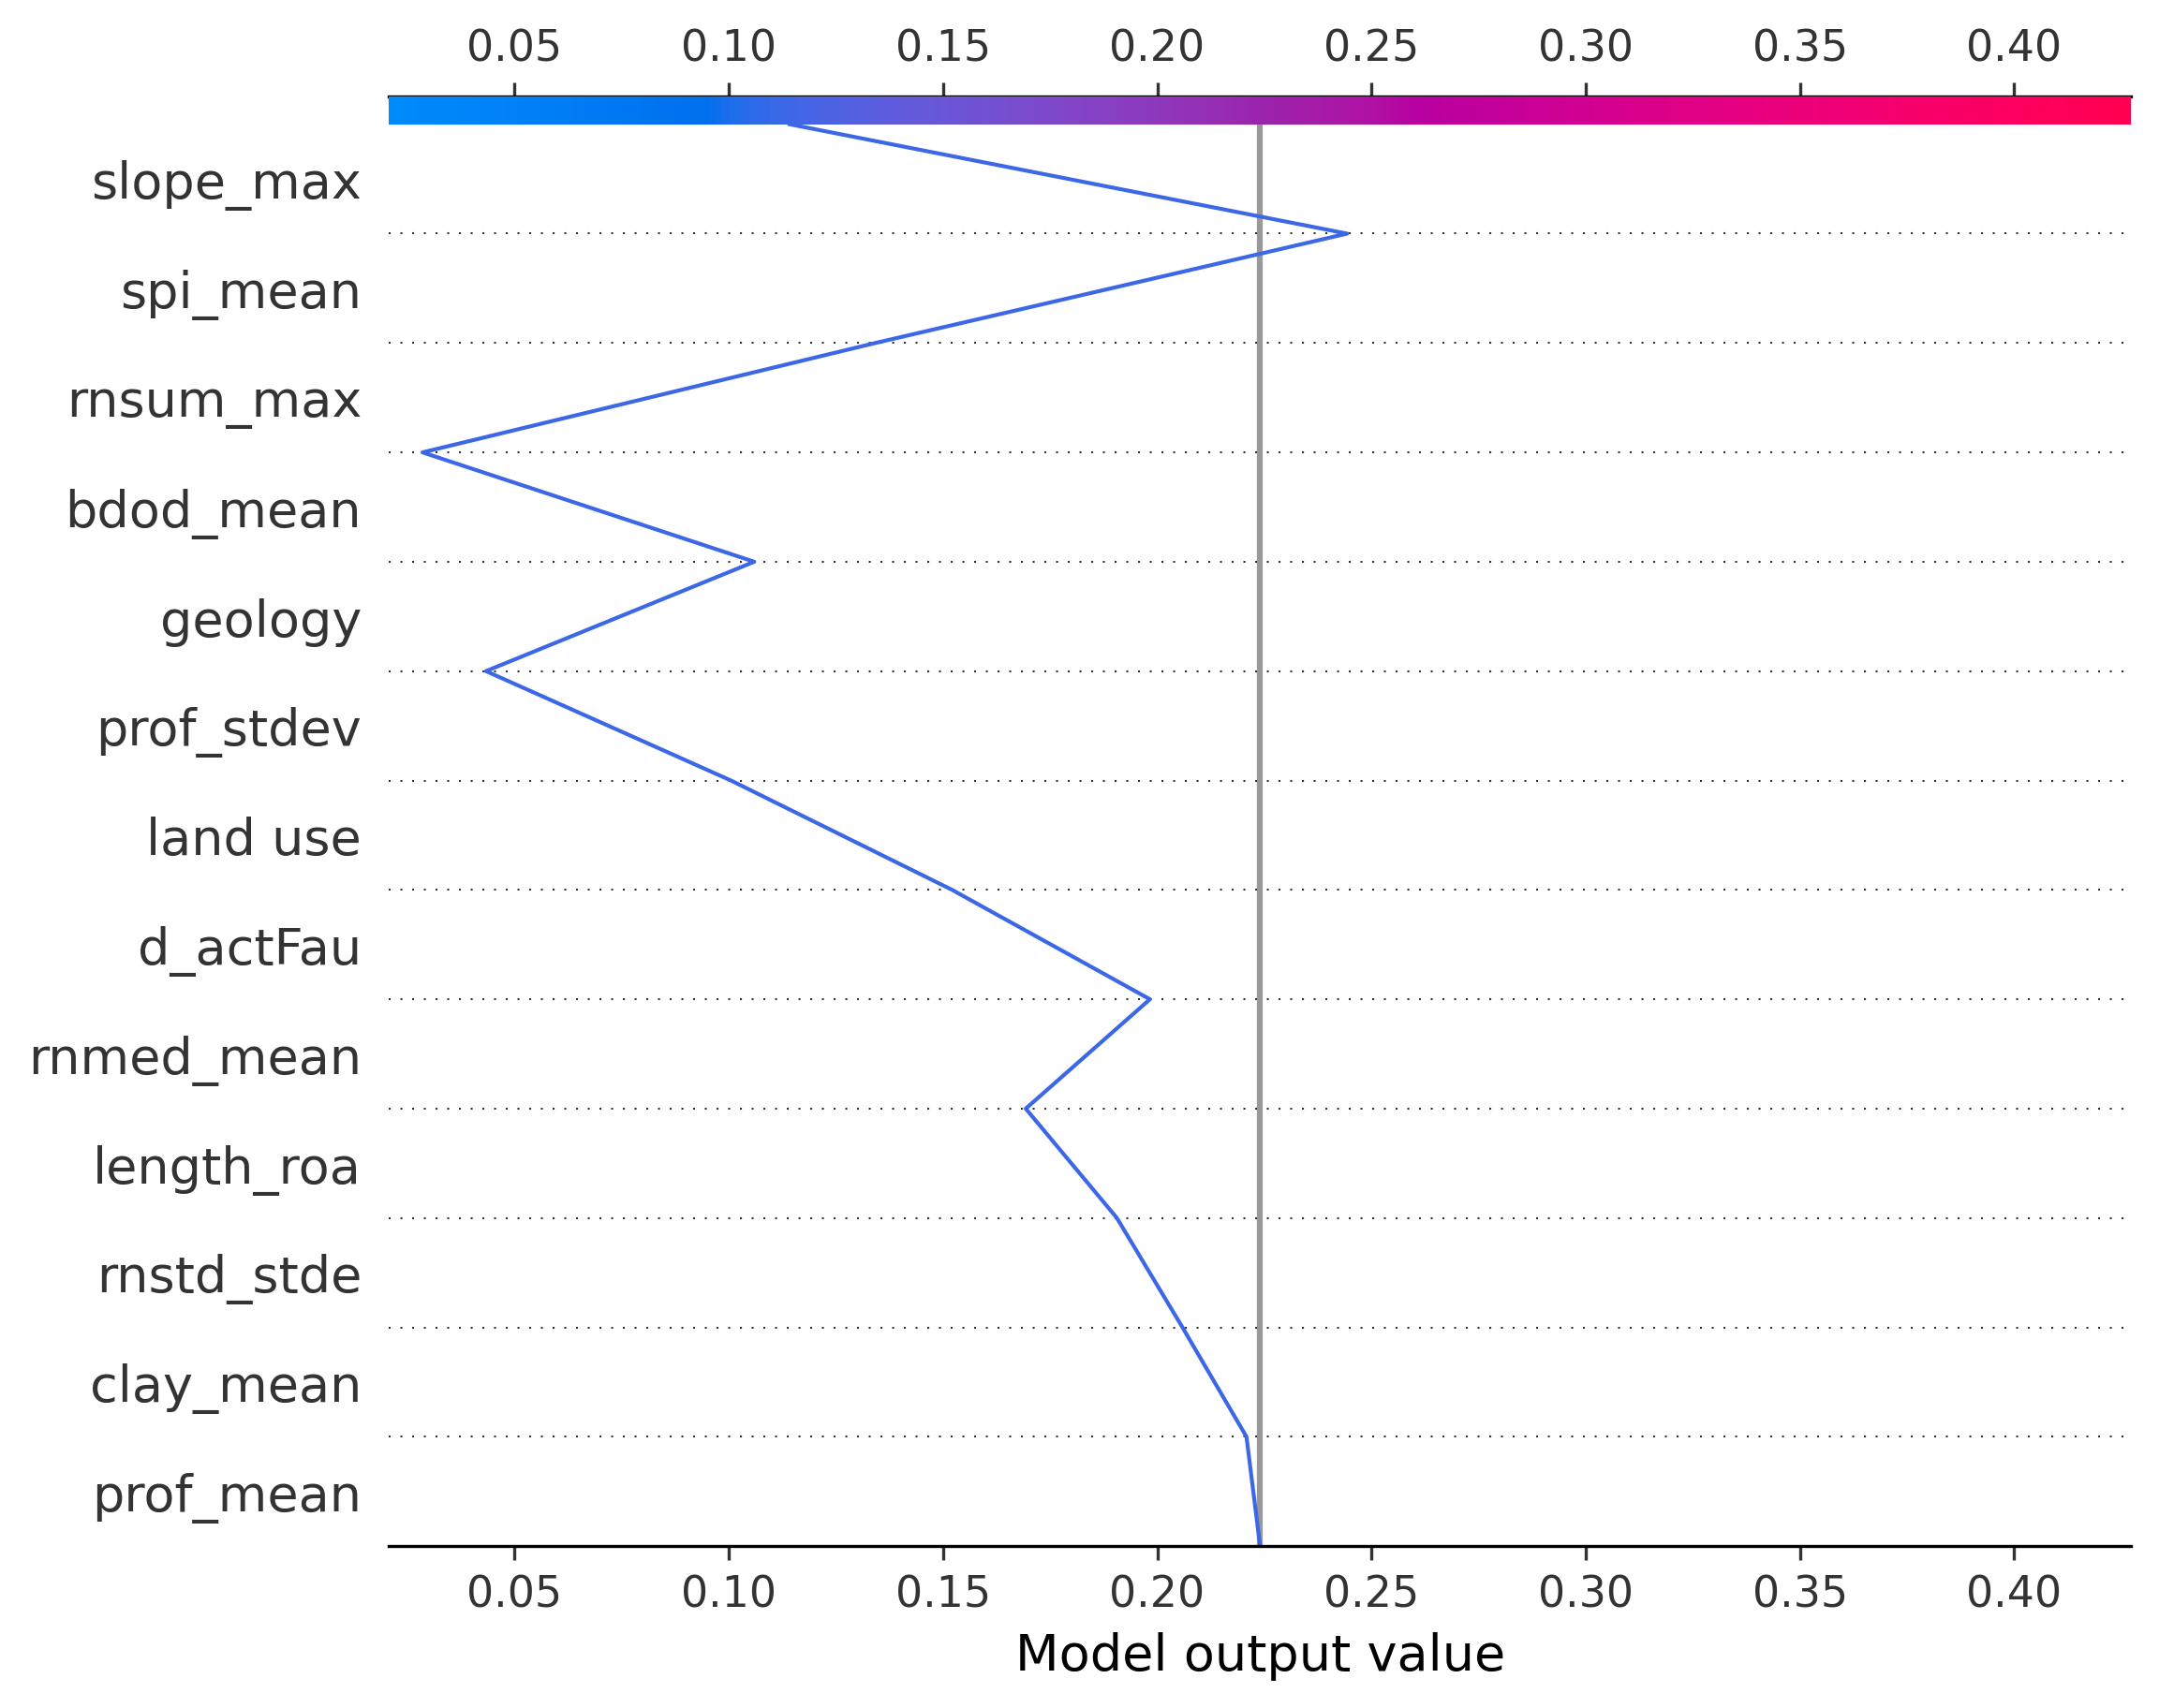 0.05 0.10 0.15 0.20 0.25 0.30 0.35 0.40
slope_max
spi_mean
rnsum_max
bdod_mean
geology
prof_stdev
land use
d_actFau
rnmed_mean
length_roa
rnstd_stde
clay_mean
prof_mean
0.05 0.10 0.15 0.20 0.25 0.30 0.35 0.40
Model output value